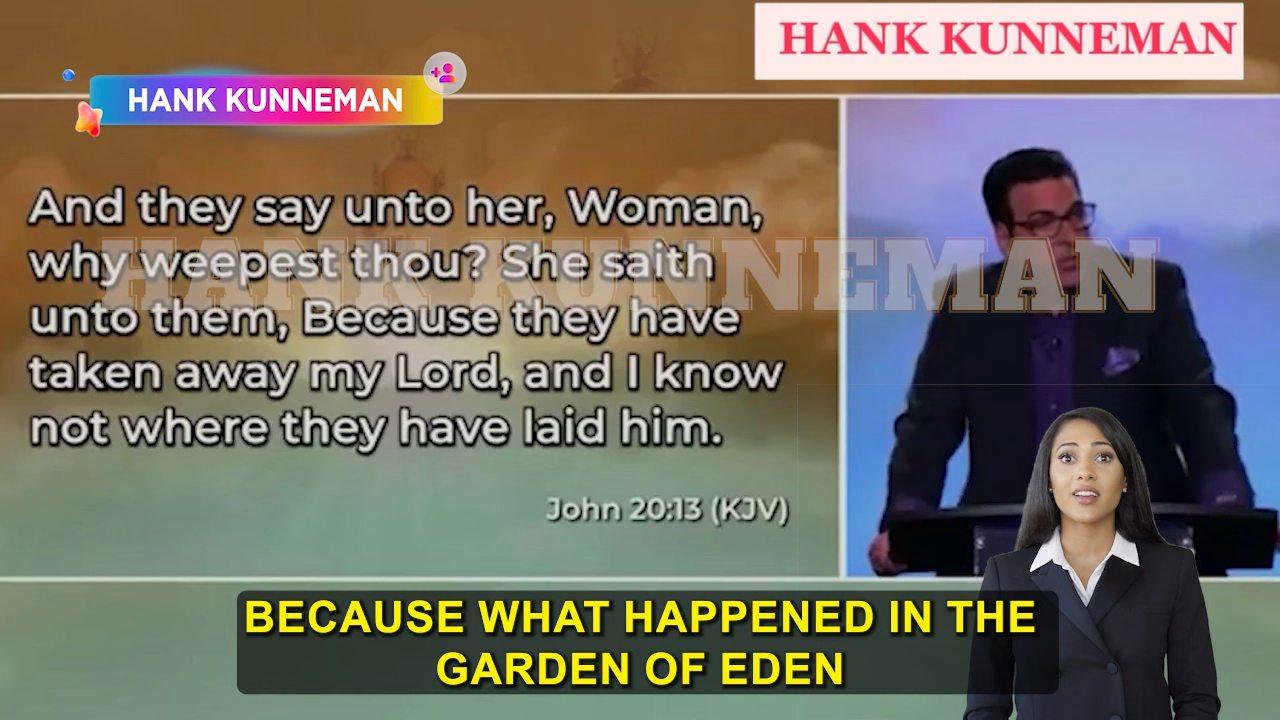 HANK KUNNEMAN
HANK KUNNEMAN
And they say unto her, Woman,
why weepest thou? She saith
unto them, Because they have
taken away my Lord, and I know
not where they have laid him.
HANK KUNNEMAN
John 20:13 (KJV)
BECAUSE WHAT HAPPENED IN THE
GARDEN OF EDEN